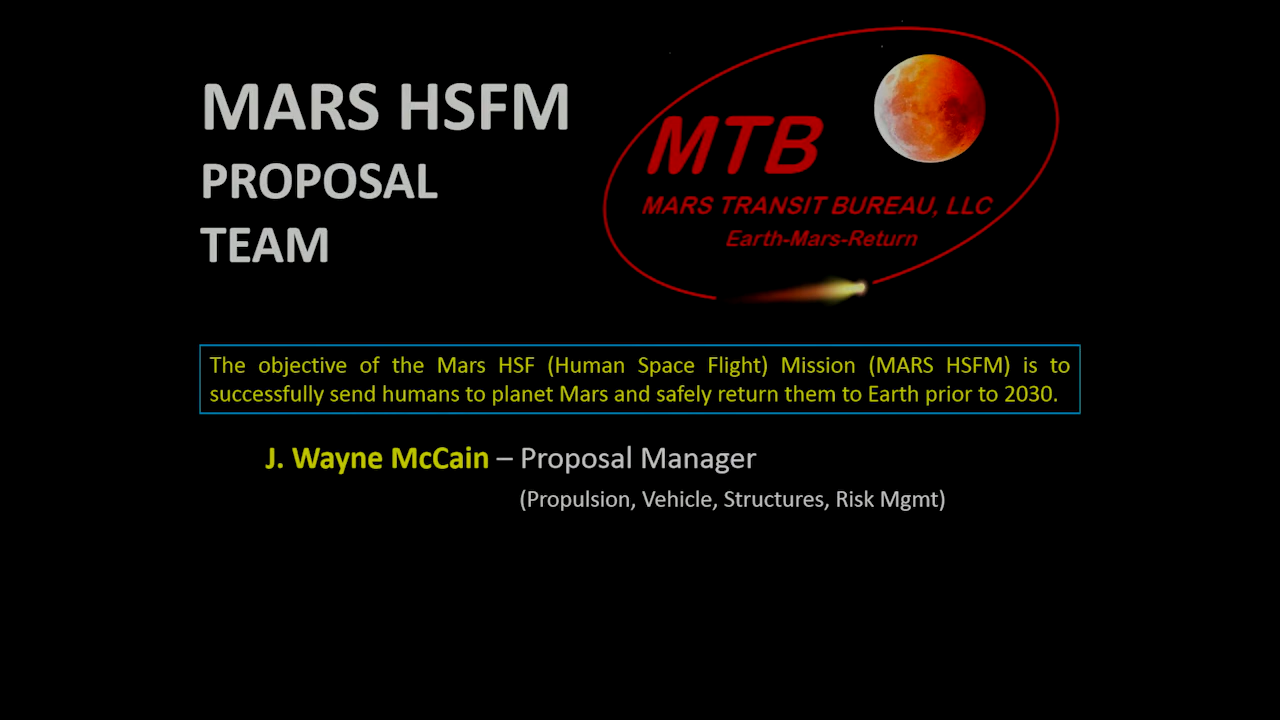 MARS HSFM
PROPOSAL
TEAM
MTB
MARS TRANSIT BUREAU, LLC
Earth-Mars-Return
The objective of the Mars HSF (Human Space Flight) Mission (MARS HSFM) is to
successfully send humans to planet Mars and safely return them to Earth prior to 2030.
J. Wayne McCain – Proposal Manager
(Propulsion, Vehicle, Structures, Risk Mgmt)